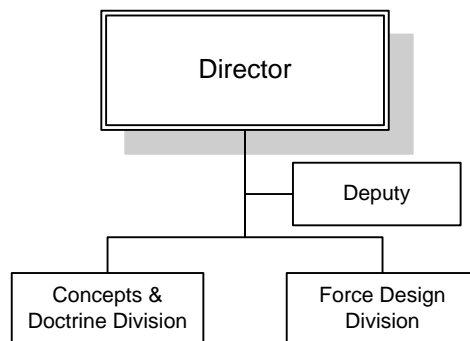 Director
Deputy
Concepts &
Doctrine Division
Force Design
Division